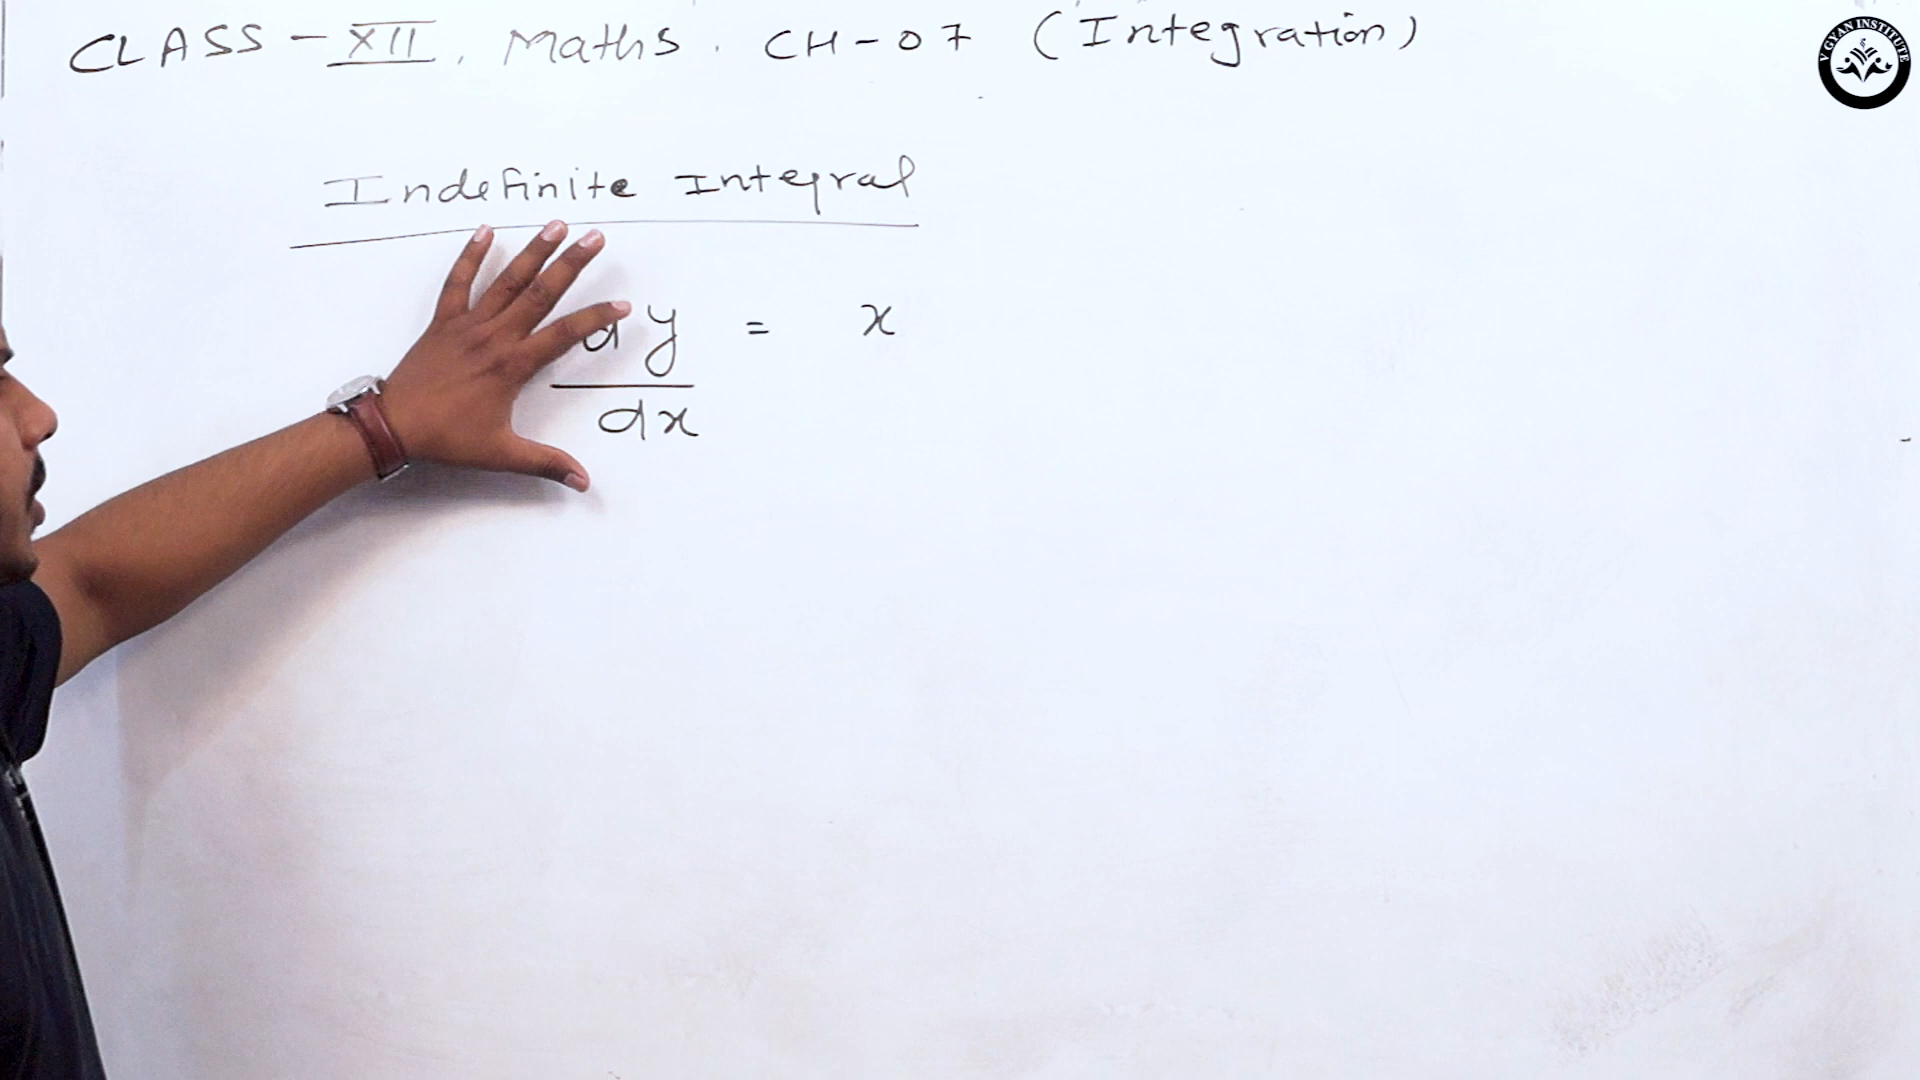 CLASS - XII, Maths. CH-07 (Integration)
V GYAN INSTITUTE
Indefinite Integral
dy/dx = x